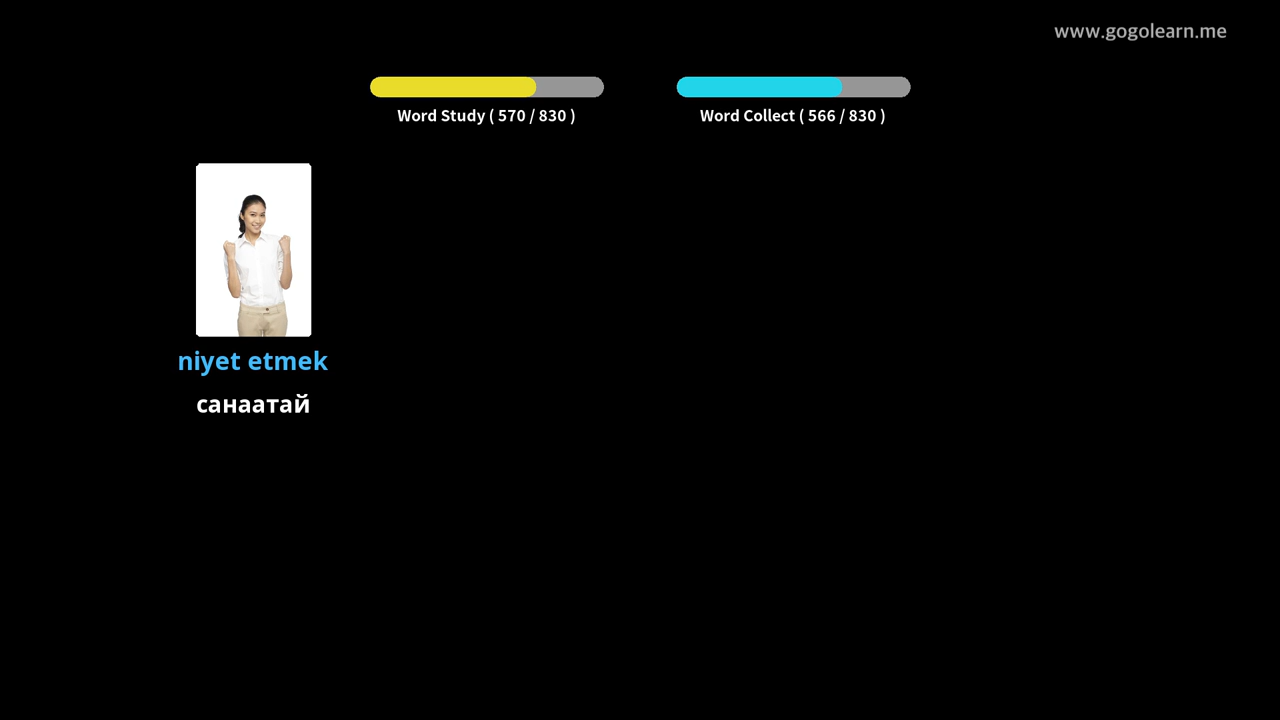 www.gogolearn.me
Word Study ( 570 / 830 )
Word Collect ( 566 / 830 )
niyet etmek
санаатай